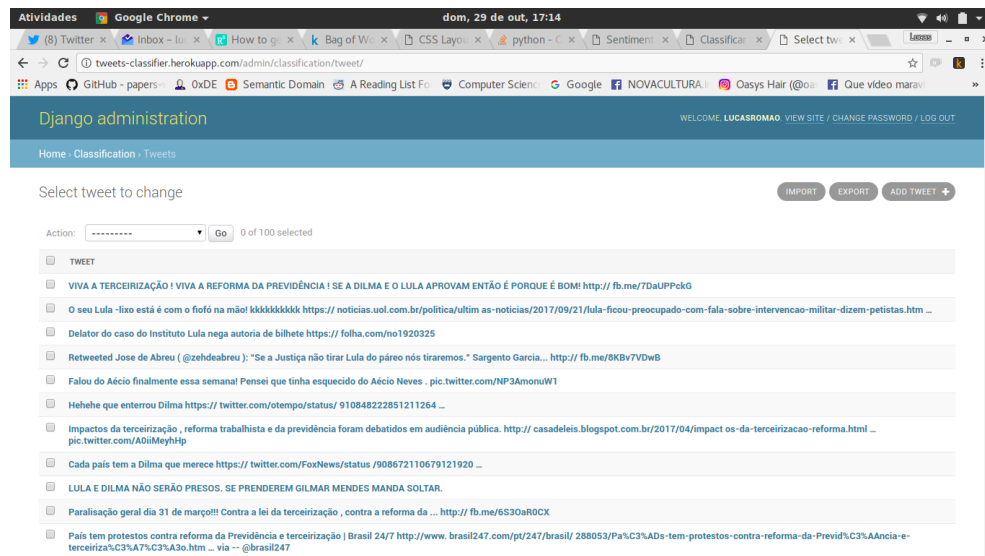 Atividades Google Chrome ▾ dom, 29 de out, 17:14
(8) Twitter × Inbox – luc × How to ge × Bag of Wo × CSS Layou × python - C × Sentiment × Classificar × Select twe × Lucas
tweets-classifier.herokuapp.com/admin/classification/tweet/
Apps GitHub - papers- 0xDE Semantic Domain A Reading List Fo Computer Science Google NOVACULTURA.i Oasys Hair (@oa Que vídeo maravi »
Django administration WELCOME, LUCASROMAO. VIEW SITE / CHANGE PASSWORD / LOG OUT
Home › Classification › Tweets
Select tweet to change IMPORT EXPORT ADD TWEET +
Action: --------- Go 0 of 100 selected
TWEET
VIVA A TERCEIRIZAÇÃO ! VIVA A REFORMA DA PREVIDÊNCIA ! SE A DILMA E O LULA APROVAM ENTÃO É PORQUE É BOM! http:// fb.me/7DaUPPckG
O seu Lula -lixo está é com o fiofó na mão! kkkkkkkkkk https:// noticias.uol.com.br/politica/ultim as-noticias/2017/09/21/lula-ficou-preocupado-com-fala-sobre-intervencao-militar-dizem-petistas.htm …
Delator do caso do Instituto Lula nega autoria de bilhete https:// folha.com/no1920325
Retweeted Jose de Abreu ( @zehdeabreu ): "Se a Justiça não tirar Lula do páreo nós tiraremos." Sargento Garcia... http:// fb.me/8KBv7VDwB
Falou do Aécio finalmente essa semana! Pensei que tinha esquecido do Aécio Neves . pic.twitter.com/NP3AmonuW1
Hehehe que enterrou Dilma https:// twitter.com/otempo/status/ 910848222851211264 …
Impactos da terceirização , reforma trabalhista e da previdência foram debatidos em audiência pública. http:// casadeleis.blogspot.com.br/2017/04/impact os-da-terceirizacao-reforma.html …
pic.twitter.com/A0iiMeyhHp
Cada país tem a Dilma que merece https:// twitter.com/FoxNews/status /908672110679121920 …
LULA E DILMA NÃO SERÃO PRESOS. SE PRENDEREM GILMAR MENDES MANDA SOLTAR.
Paralisação geral dia 31 de março!!! Contra a lei da terceirização , contra a reforma da ... http:// fb.me/6S3OaR0CX
País tem protestos contra reforma da Previdência e terceirização | Brasil 24/7 http://www. brasil247.com/pt/247/brasil/ 288053/Pa%C3%ADs-tem-protestos-contra-reforma-da-Previd%C3%AAncia-e-
terceiriza%C3%A7%C3%A3o.htm … via -- @brasil247